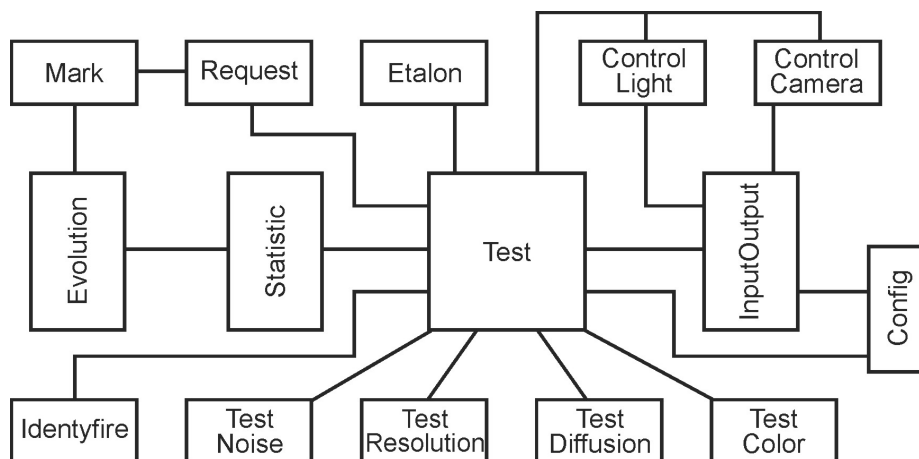 Mark
Request
Etalon
Control
Light
Control
Camera
Evolution
Statistic
Test
InputOutput
Config
Identyfire
Test
Noise
Test
Resolution
Test
Diffusion
Test
Color